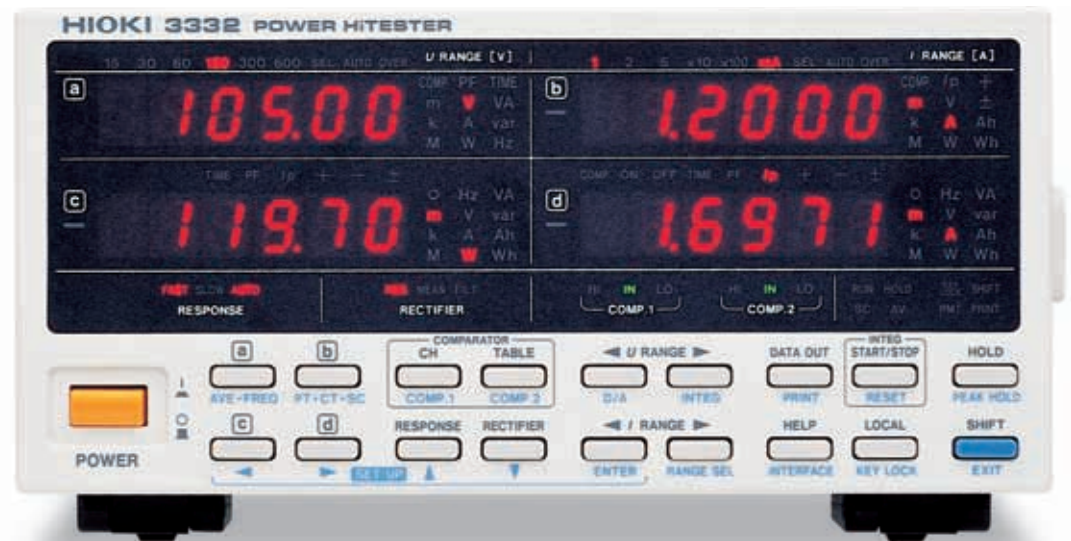 HIOKI 3332 POWER HiTESTER
15 30 60 150 300 600 SEL AUTO OVER U RANGE [V] 1 2 5 x10 x100 mA SEL AUTO OVER I RANGE [A]
a 105.00 COMP PF TIME b 1.2000 COMP Ip +
m V VA m V ±
k A var k A Ah
M W Hz M W Wh
TIME PF Ip + − ± COMP. ON OFF TIME PF Ip + − ±
c 119.70 O Hz VA d 1.6971 O Hz VA
m V var m V var
k A Ah k A Ah
M W Wh M W Wh
FAST SLOW AUTO RMS MEAN HI IN LO HI IN LO RUN HOLD SHIFT
RESPONSE RECTIFIER COMP.1 COMP.2 SC AV PRINT
a b COMPARATOR CH TABLE ◄ U RANGE ► DATA OUT INTEG START/STOP HOLD
AVE•FREQ PT•CT•SC COMP.1 COMP 2 D/A INTEG PRINT RESET PEAK HOLD
I
O
c d RESPONSE RECTIFIER ◄ I RANGE ► HELP LOCAL SHIFT
POWER
◄ ► SET UP ▲ ▼ ENTER RANGE SEL INTERFACE KEY LOCK EXIT